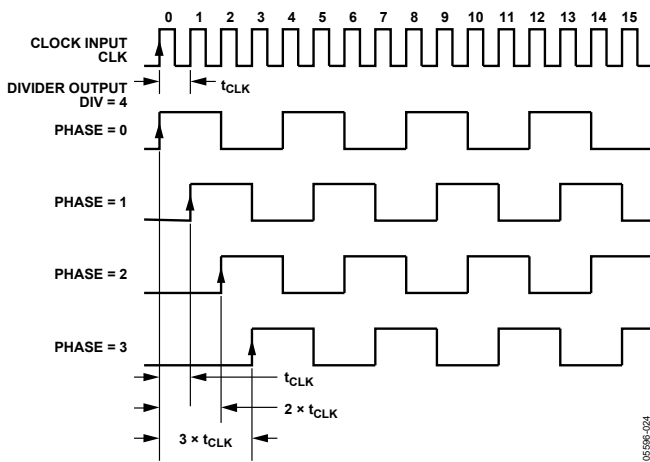 0 1 2 3 4 5 6 7 8 9 10 11 12 13 14 15
CLOCK INPUT
CLK
tCLK
DIVIDER OUTPUT
DIV = 4
PHASE = 0
PHASE = 1
PHASE = 2
PHASE = 3
tCLK
2 × tCLK
3 × tCLK
05596-024